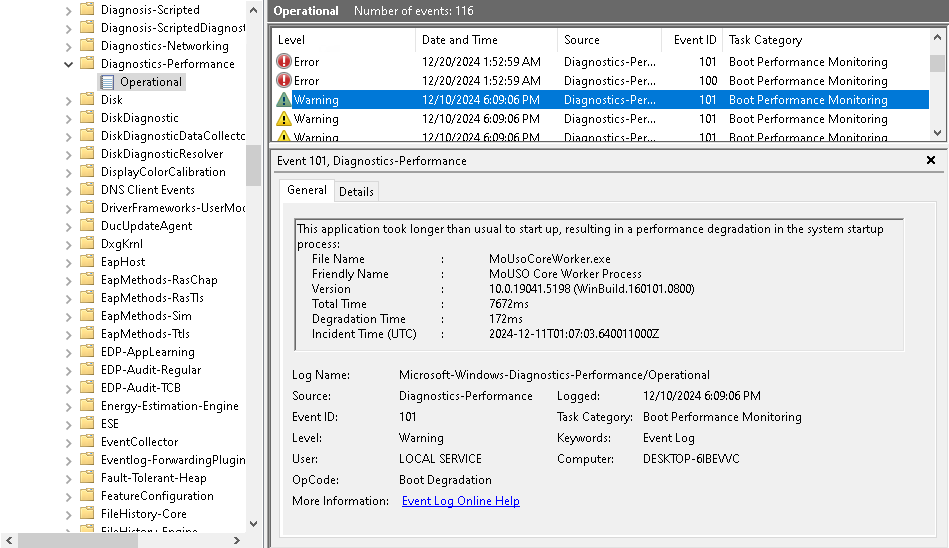 Diagnosis-Scripted
Diagnosis-ScriptedDiagnost
Diagnostics-Networking
Diagnostics-Performance
Operational
Disk
DiskDiagnostic
DiskDiagnosticDataCollecto
DiskDiagnosticResolver
DisplayColorCalibration
DNS Client Events
DriverFrameworks-UserMod
DucUpdateAgent
DxgKrnl
EapHost
EapMethods-RasChap
EapMethods-RasTls
EapMethods-Sim
EapMethods-Ttls
EDP-AppLearning
EDP-Audit-Regular
EDP-Audit-TCB
Energy-Estimation-Engine
ESE
EventCollector
Eventlog-ForwardingPlugin
Fault-Tolerant-Heap
FeatureConfiguration
FileHistory-Core
FileHistory-Engine
Operational Number of events: 116
Level Date and Time Source Event ID Task Category
Error 12/20/2024 1:52:59 AM Diagnostics-Per... 101 Boot Performance Monitoring
Error 12/20/2024 1:52:59 AM Diagnostics-Per... 100 Boot Performance Monitoring
Warning 12/10/2024 6:09:06 PM Diagnostics-Per... 101 Boot Performance Monitoring
Warning 12/10/2024 6:09:06 PM Diagnostics-Per... 101 Boot Performance Monitoring
Warning 12/10/2024 6:09:06 PM Diagnostics-Per... 101 Boot Performance Monitoring
Event 101, Diagnostics-Performance
General Details
This application took longer than usual to start up, resulting in a performance degradation in the system startup
process:
File Name : MoUsoCoreWorker.exe
Friendly Name : MoUSO Core Worker Process
Version : 10.0.19041.5198 (WinBuild.160101.0800)
Total Time : 7672ms
Degradation Time : 172ms
Incident Time (UTC) : 2024-12-11T01:07:03.640011000Z
Log Name: Microsoft-Windows-Diagnostics-Performance/Operational
Source: Diagnostics-Performance Logged: 12/10/2024 6:09:06 PM
Event ID: 101 Task Category: Boot Performance Monitoring
Level: Warning Keywords: Event Log
User: LOCAL SERVICE Computer: DESKTOP-6IBEVVC
OpCode: Boot Degradation
More Information: Event Log Online Help